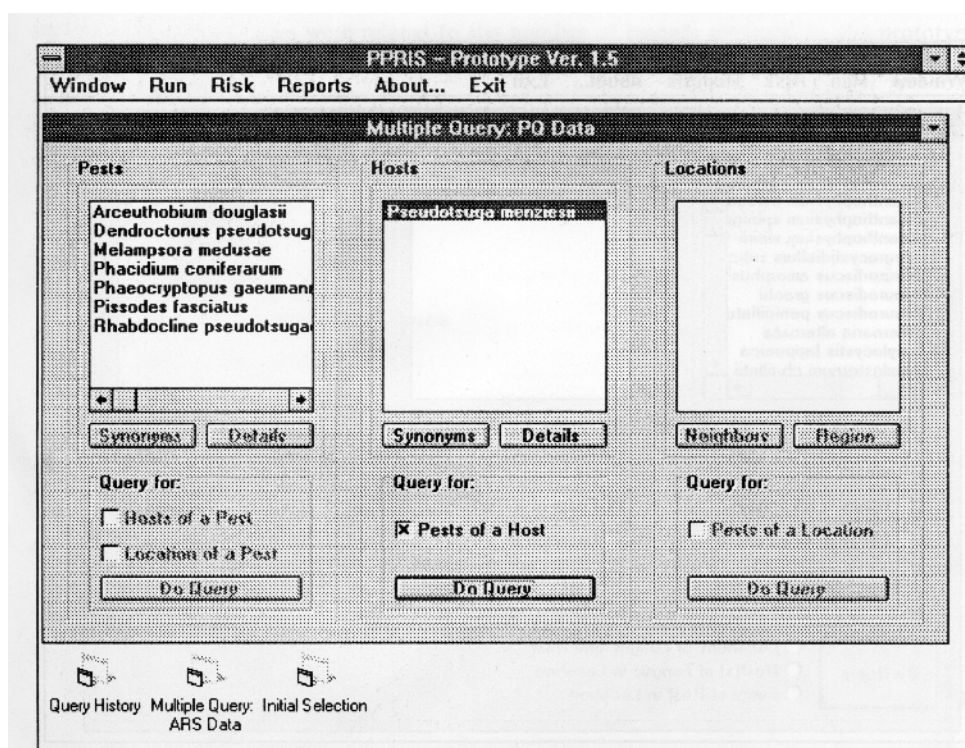 PPRIS – Prototype Ver. 1.5
Window Run Risk Reports About... Exit
Multiple Query: PQ Data
Pests
Arceuthobium douglasii
Dendroctonus pseudotsug
Melampsora medusae
Phacidium coniferarum
Phaeocryptopus gaeumann
Pissodes fasciatus
Rhabdocline pseudotsuga
Synonyms Details
Query for:
Hosts of a Pest
Location of a Pest
Do Query
Hosts
Pseudotsuga menziesii
Synonyms Details
Query for:
Pests of a Host
Do Query
Locations
Neighbors Region
Query for:
Pests of a Location
Do Query
Query History
Multiple Query:
ARS Data
Initial Selection